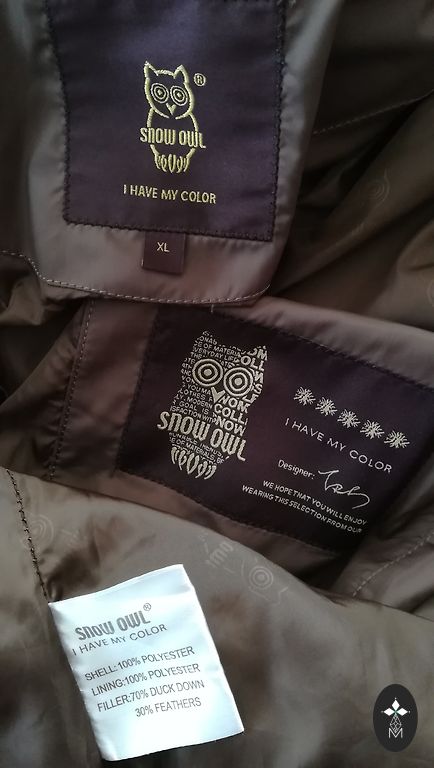 SNOW OWL®
I HAVE MY COLOR
XL
SNOW OWL
I HAVE MY COLOR
Designer:
WE HOPE THAT YOU WILL ENJOY
WEARING THIS SELECTION FROM OUR
SNOW OWL®
I HAVE MY COLOR
SHELL:100% POLYESTER
LINING:100% POLYESTER
FILLER:70% DUCK DOWN
30% FEATHERS
M